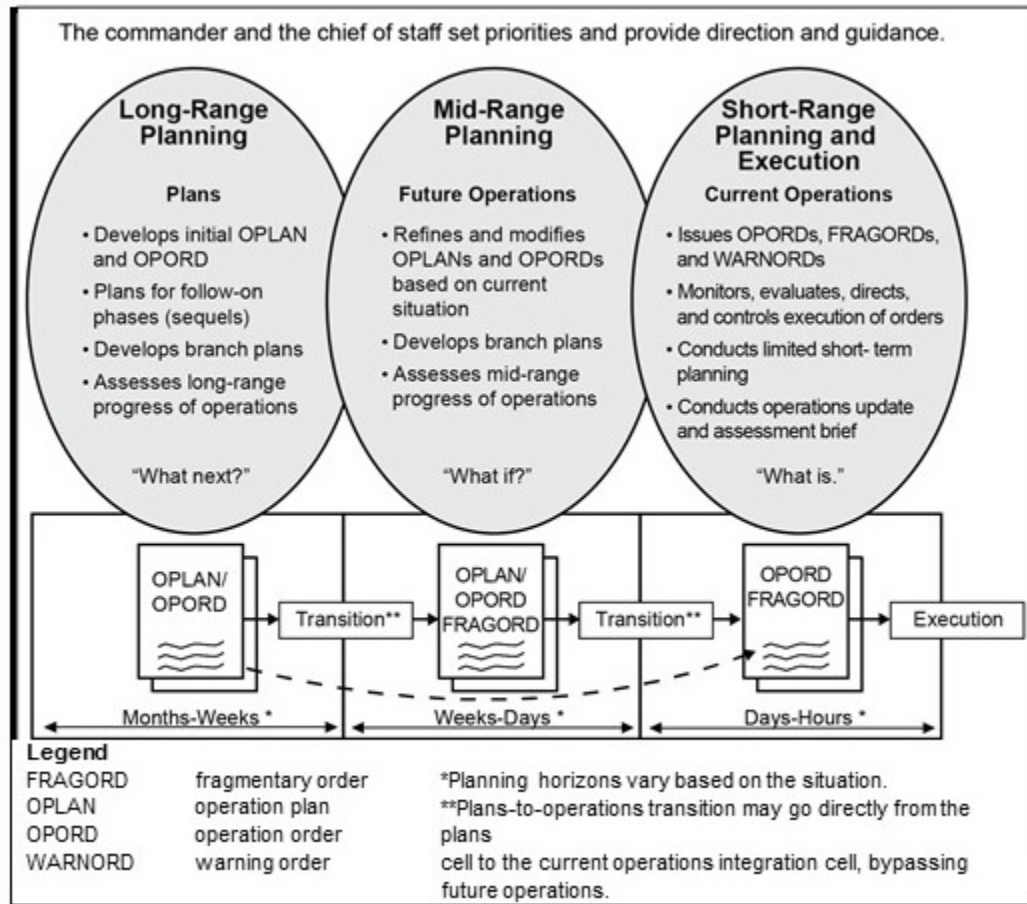 The commander and the chief of staff set priorities and provide direction and guidance.
Long-Range
Planning
Plans
• Develops initial OPLAN
and OPORD
• Plans for follow-on
phases (sequels)
• Develops branch plans
• Assesses long-range
progress of operations
“What next?”
Mid-Range
Planning
Future Operations
• Refines and modifies
OPLANs and OPORDs
based on current
situation
• Develops branch plans
• Assesses mid-range
progress of operations
“What if?”
Short-Range
Planning and
Execution
Current Operations
• Issues OPORDs, FRAGORDs,
and WARNORDs
• Monitors, evaluates, directs,
and controls execution of orders
• Conducts limited short- term
planning
• Conducts operations update
and assessment brief
“What is.”
OPLAN/
OPORD
Transition**
OPLAN/
OPORD
FRAGORD
Transition**
OPORD
FRAGORD
Execution
Months-Weeks *
Weeks-Days *
Days-Hours *
Legend
FRAGORD fragmentary order
OPLAN operation plan
OPORD operation order
WARNORD warning order
*Planning horizons vary based on the situation.
**Plans-to-operations transition may go directly from the
plans
cell to the current operations integration cell, bypassing
future operations.